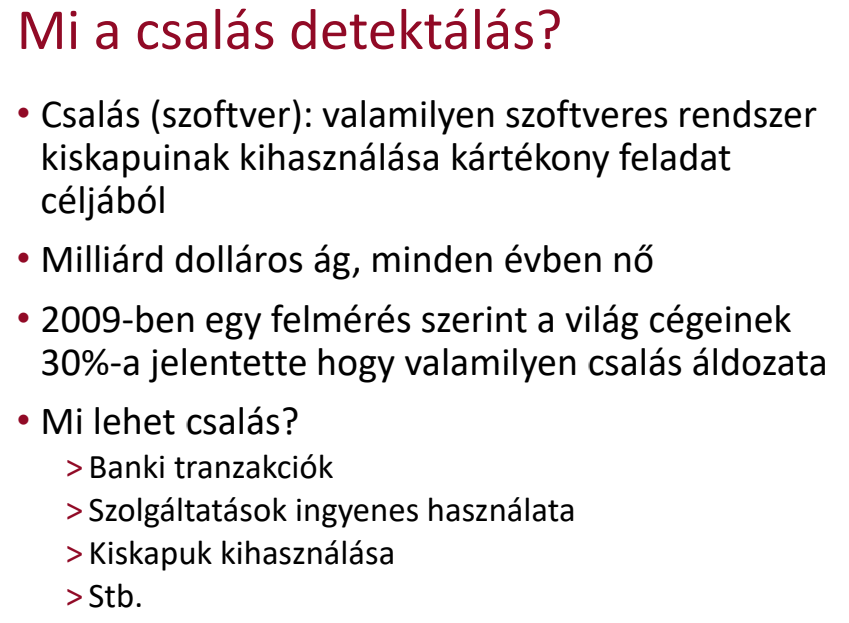 Mi a csalás detektálás?
• Csalás (szoftver): valamilyen szoftveres rendszer
kiskapuinak kihasználása kártékony feladat
céljából
• Milliárd dolláros ág, minden évben nő
• 2009-ben egy felmérés szerint a világ cégeinek
30%-a jelentette hogy valamilyen csalás áldozata
• Mi lehet csalás?
> Banki tranzakciók
> Szolgáltatások ingyenes használata
> Kiskapuk kihasználása
> Stb.